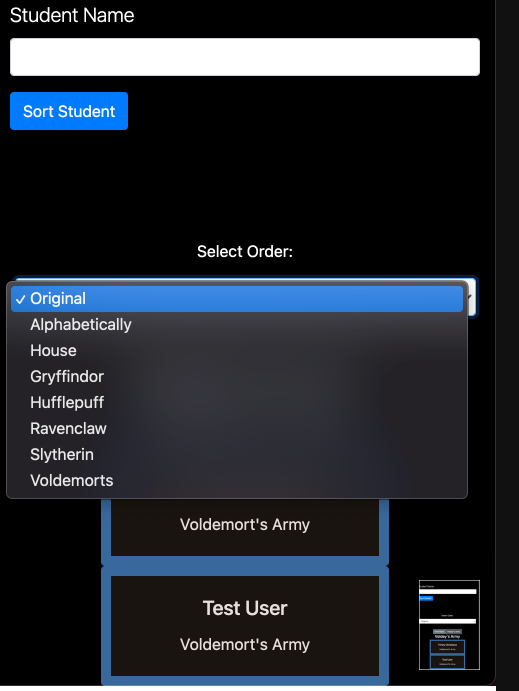 Student Name
Sort Student
Select Order:
✓ Original
Alphabetically
House
Gryffindor
Hufflepuff
Ravenclaw
Slytherin
Voldemorts
Voldemort's Army
Test User
Voldemort's Army